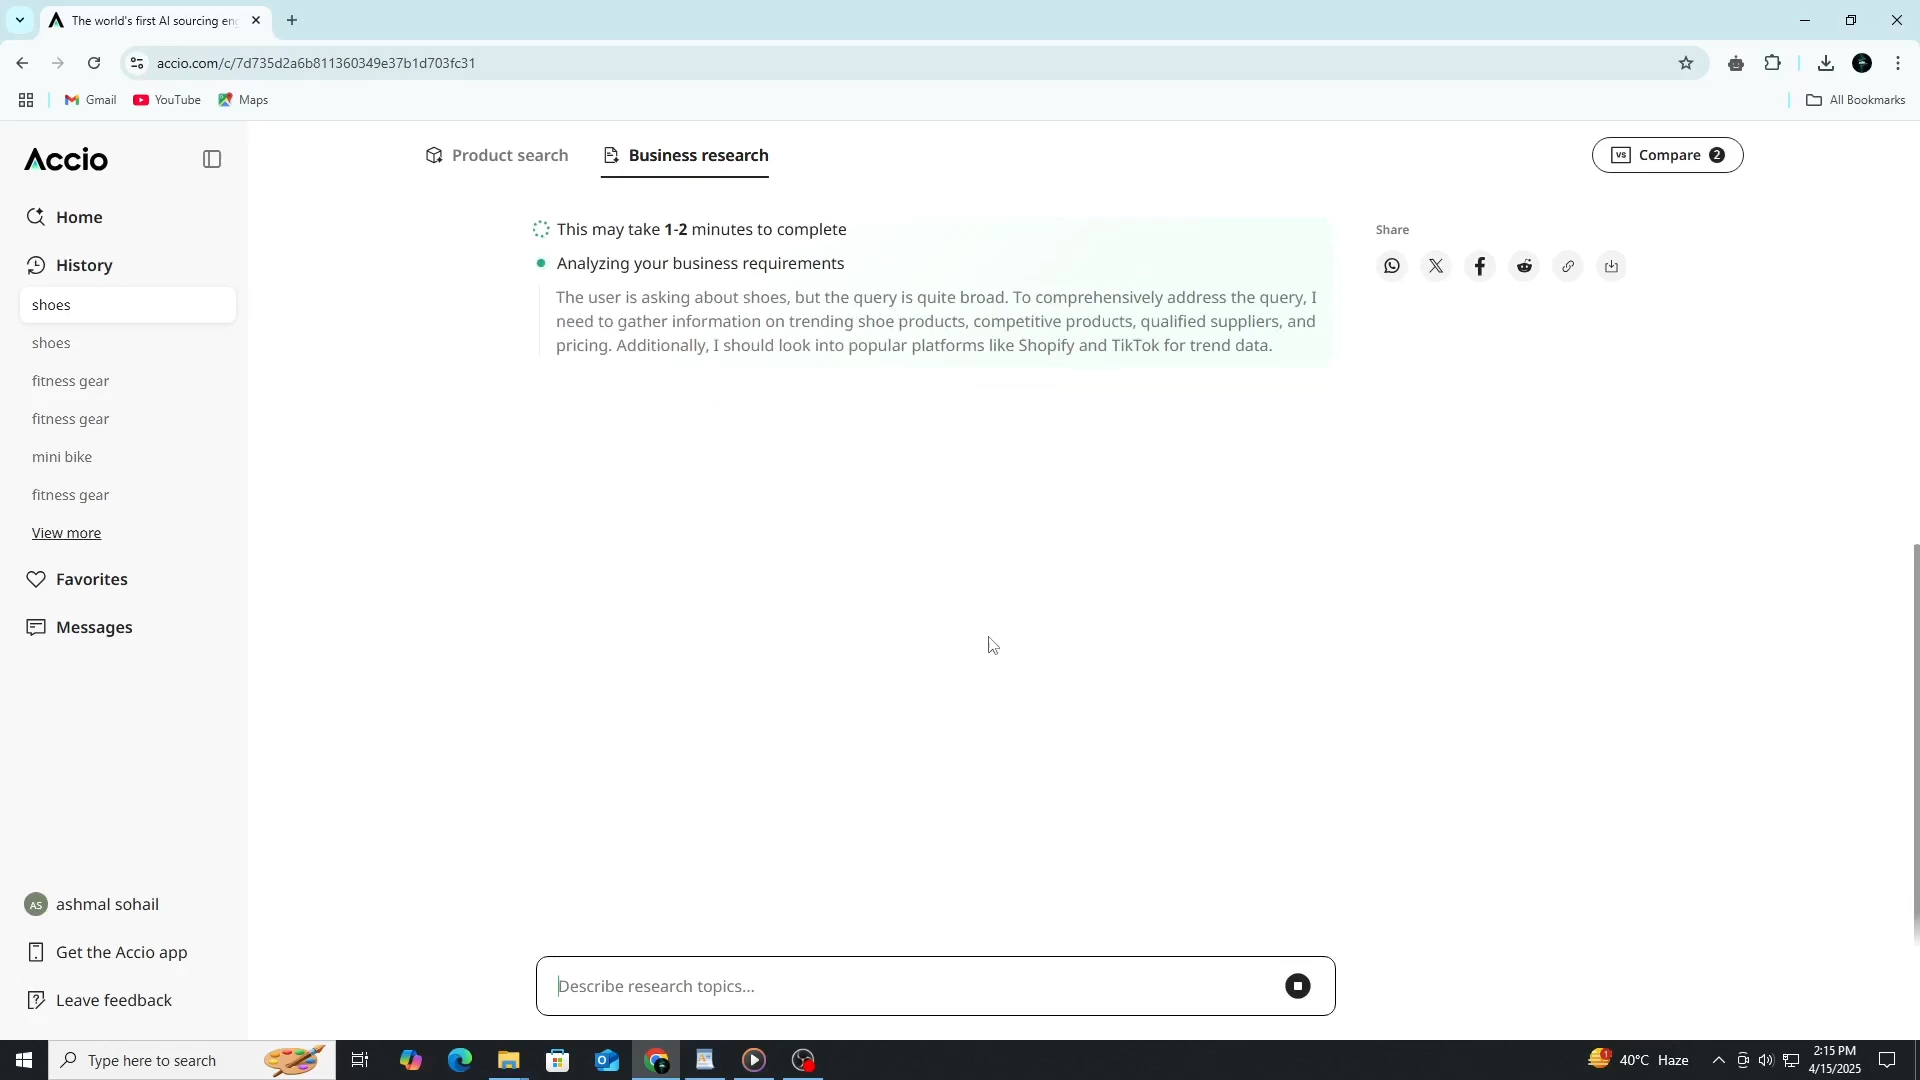 The world's first AI sourcing eng
accio.com/c/7d735d2a6b811360349e37b1d703fc31
Gmail
YouTube
Maps
All Bookmarks
Accio
Home
History
shoes
shoes
fitness gear
fitness gear
mini bike
fitness gear
View more
Favorites
Messages
AS ashmal sohail
Get the Accio app
Leave feedback
Product search
Business research
VS Compare 2
This may take 1-2 minutes to complete
Analyzing your business requirements
The user is asking about shoes, but the query is quite broad. To comprehensively address the query, I
need to gather information on trending shoe products, competitive products, qualified suppliers, and
pricing. Additionally, I should look into popular platforms like Shopify and TikTok for trend data.
Share
Describe research topics...
Type here to search
1
40°C Haze
2:15 PM
4/15/2025